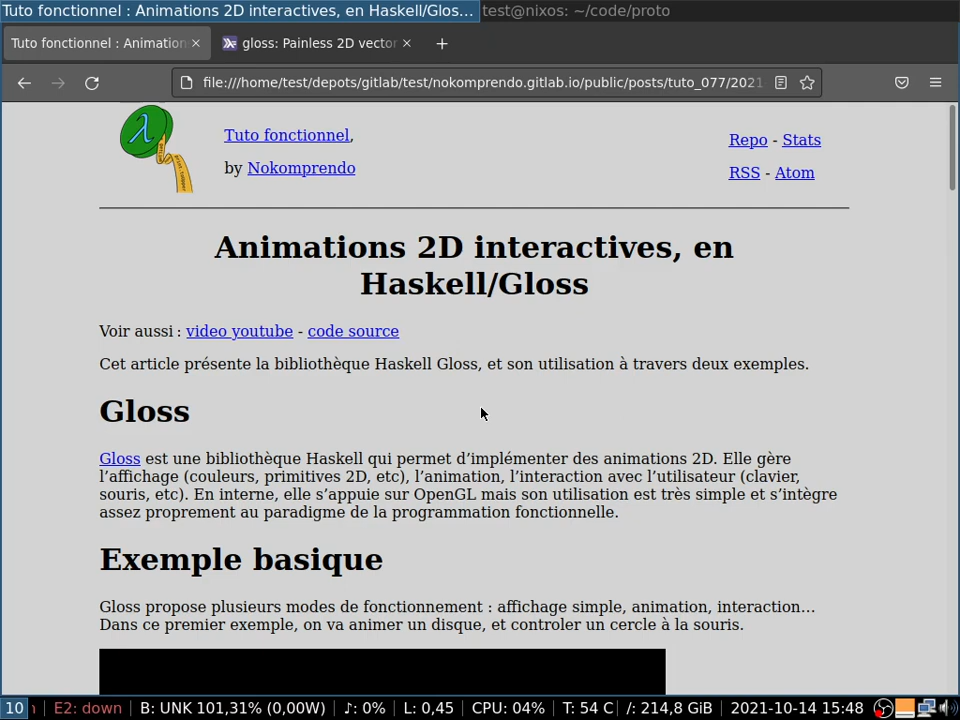 Tuto fonctionnel : Animations 2D interactives, en Haskell/Glos… test@nixos: ~/code/proto
Tuto fonctionnel : Animation × gloss: Painless 2D vector × +
file:///home/test/depots/gitlab/test/nokomprendo.gitlab.io/public/posts/tuto_077/2021
λ
Tuto fonctionnel,
by Nokomprendo
Repo - Stats
RSS - Atom
Animations 2D interactives, en
Haskell/Gloss
Voir aussi : video youtube - code source
Cet article présente la bibliothèque Haskell Gloss, et son utilisation à travers deux exemples.
Gloss
Gloss est une bibliothèque Haskell qui permet d’implémenter des animations 2D. Elle gère
l’affichage (couleurs, primitives 2D, etc), l’animation, l’interaction avec l’utilisateur (clavier,
souris, etc). En interne, elle s’appuie sur OpenGL mais son utilisation est très simple et s’intègre
assez proprement au paradigme de la programmation fonctionnelle.
Exemple basique
Gloss propose plusieurs modes de fonctionnement : affichage simple, animation, interaction…
Dans ce premier exemple, on va animer un disque, et controler un cercle à la souris.
10 | E2: down | B: UNK 101,31% (0,00W) | ♪: 0% | L: 0,45 | CPU: 04% | T: 54 C | /: 214,8 GiB | 2021-10-14 15:48